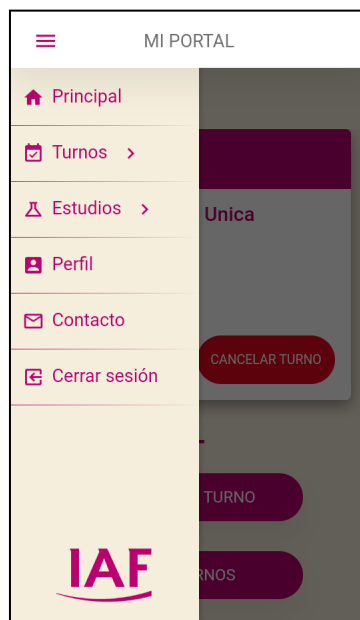 MI PORTAL
Principal
Turnos
Estudios
Perfil
Contacto
Cerrar sesión
Unica
CANCELAR TURNO
TURNO
RNOS
IAF